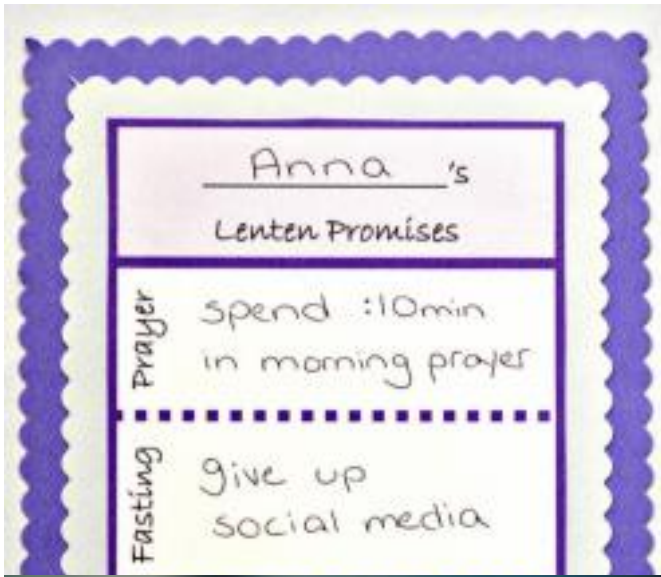 Anna's
Lenten Promises
Prayer
spend :10min
in morning prayer
Fasting
give up
social media